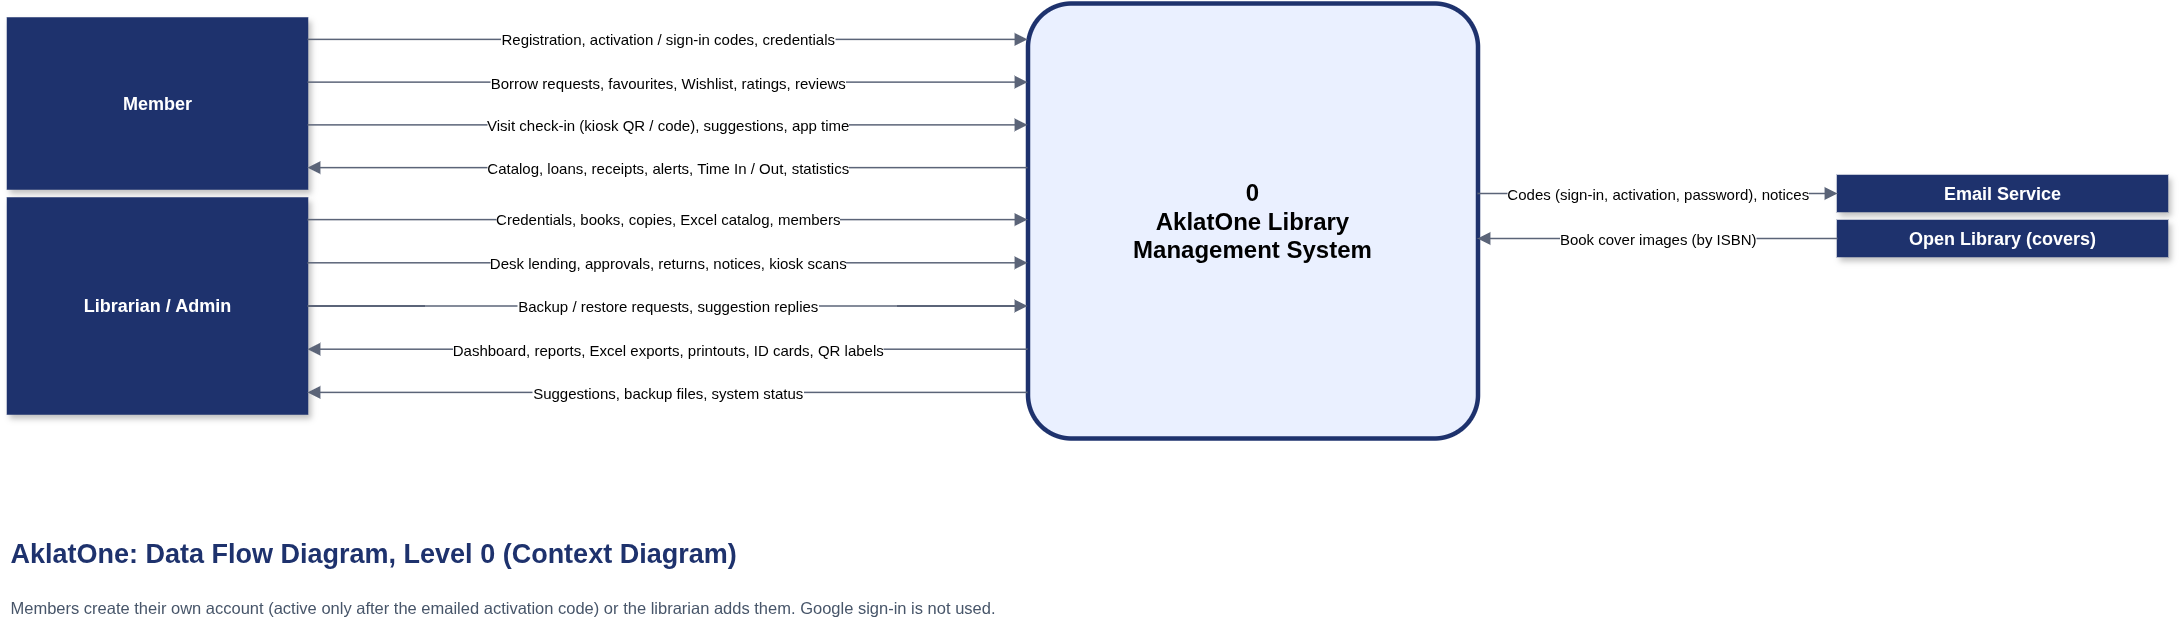 Member
Registration, activation / sign-in codes, credentials
Borrow requests, favourites, Wishlist, ratings, reviews
Visit check-in (kiosk QR / code), suggestions, app time
Catalog, loans, receipts, alerts, Time In / Out, statistics
Librarian / Admin
Credentials, books, copies, Excel catalog, members
Desk lending, approvals, returns, notices, kiosk scans
Backup / restore requests, suggestion replies
Dashboard, reports, Excel exports, printouts, ID cards, QR labels
Suggestions, backup files, system status
0
AklatOne Library
Management System
Codes (sign-in, activation, password), notices
Email Service
Book cover images (by ISBN)
Open Library (covers)
AklatOne: Data Flow Diagram, Level 0 (Context Diagram)
Members create their own account (active only after the emailed activation code) or the librarian adds them. Google sign-in is not used.